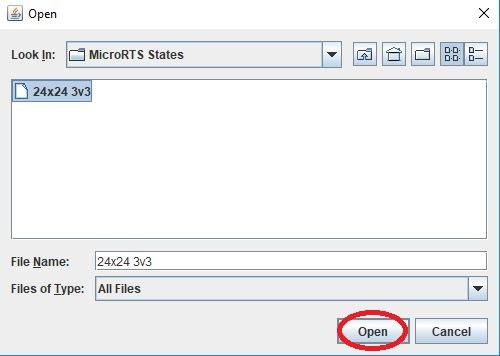 Open
Look In: MicroRTS States
24x24 3v3
File Name: 24x24 3v3
Files of Type: All Files
Open Cancel